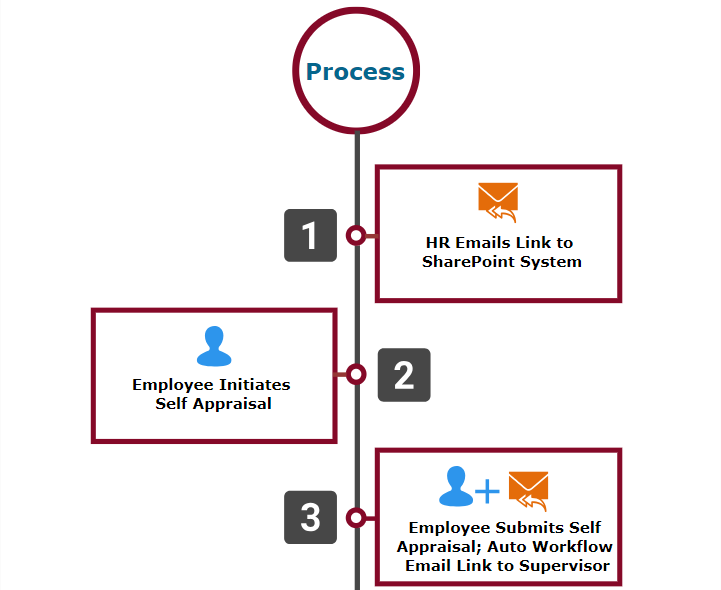 Process
1
HR Emails Link to
SharePoint System
Employee Initiates
Self Appraisal
2
3
Employee Submits Self
Appraisal; Auto Workflow
Email Link to Supervisor